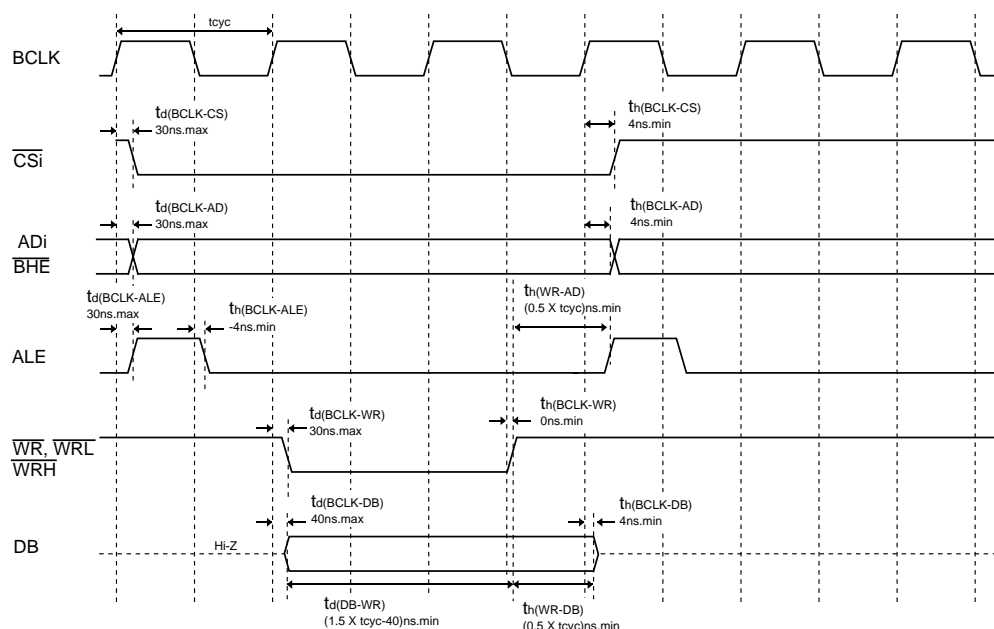 tcyc
BCLK
td(BCLK-CS)
30ns.max
th(BCLK-CS)
4ns.min
CSi
td(BCLK-AD)
30ns.max
th(BCLK-AD)
4ns.min
ADi
BHE
td(BCLK-ALE)
30ns.max
th(BCLK-ALE)
-4ns.min
th(WR-AD)
(0.5 X tcyc)ns.min
ALE
td(BCLK-WR)
30ns.max
th(BCLK-WR)
0ns.min
WR, WRL
WRH
td(BCLK-DB)
40ns.max
th(BCLK-DB)
4ns.min
DB
Hi-Z
td(DB-WR)
(1.5 X tcyc-40)ns.min
th(WR-DB)
(0.5 X tcyc)ns.min